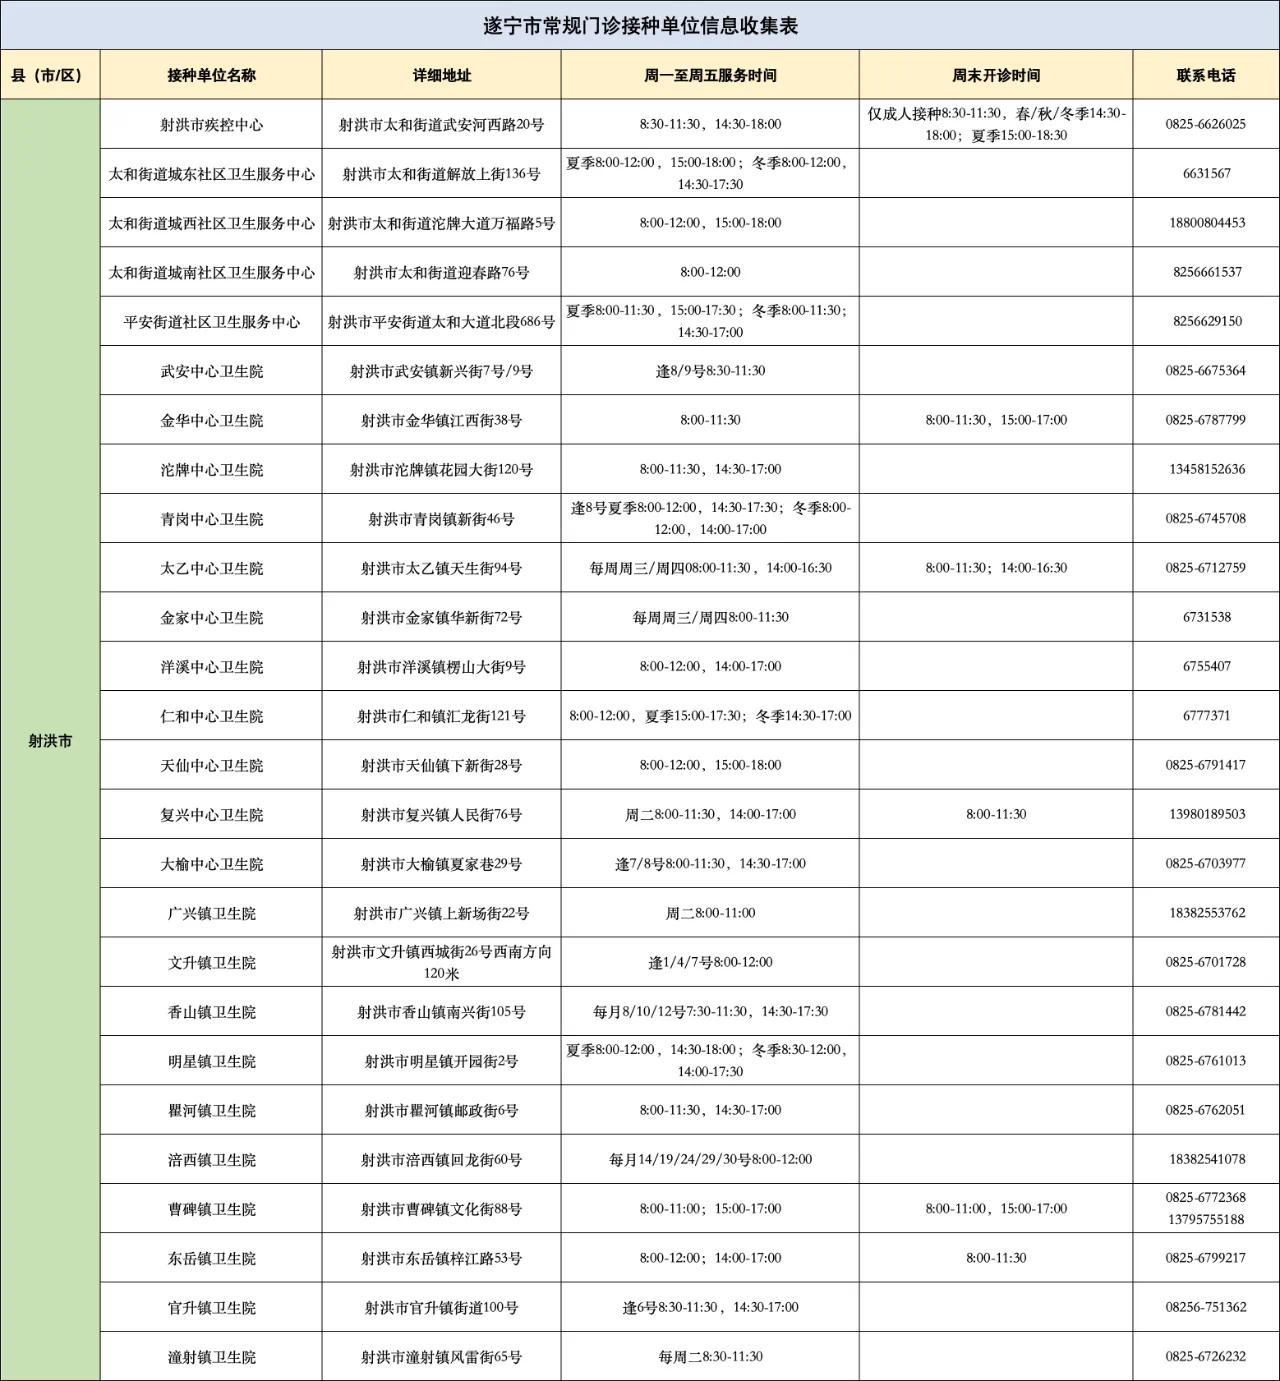 遂宁市常规门诊接种单位信息收集表
县（市/区） 接种单位名称 详细地址 周一至周五服务时间 周末开诊时间 联系电话
射洪市
射洪市疾控中心 射洪市太和街道武安河西路20号 8:30-11:30，14:30-18:00 仅成人接种8:30-11:30，春/秋/冬季14:30-
18:00；夏季15:00-18:30 0825-6626025
太和街道城东社区卫生服务中心 射洪市太和街道解放上街136号 夏季8:00-12:00，15:00-18:00；冬季8:00-12:00，
14:30-17:30 6631567
太和街道城西社区卫生服务中心 射洪市太和街道沱牌大道万福路5号 8:00-12:00，15:00-18:00 18800804453
太和街道城南社区卫生服务中心 射洪市太和街道迎春路76号 8:00-12:00 8256661537
平安街道社区卫生服务中心 射洪市平安街道太和大道北段686号 夏季8:00-11:30，15:00-17:30；冬季8:00-11:30；
14:30-17:00 8256629150
武安中心卫生院 射洪市武安镇新兴街7号/9号 逢8/9号8:30-11:30 0825-6675364
金华中心卫生院 射洪市金华镇江西街38号 8:00-11:30 8:00-11:30，15:00-17:00 0825-6787799
沱牌中心卫生院 射洪市沱牌镇花园大街120号 8:00-11:30，14:30-17:00 13458152636
青岗中心卫生院 射洪市青岗镇新街46号 逢8号夏季8:00-12:00，14:30-17:30；冬季8:00-
12:00，14:00-17:00 0825-6745708
太乙中心卫生院 射洪市太乙镇天生街94号 每周周三/周四08:00-11:30，14:00-16:30 8:00-11:30；14:00-16:30 0825-6712759
金家中心卫生院 射洪市金家镇华新街72号 每周周三/周四8:00-11:30 6731538
洋溪中心卫生院 射洪市洋溪镇楞山大街9号 8:00-12:00，14:00-17:00 6755407
仁和中心卫生院 射洪市仁和镇汇龙街121号 8:00-12:00，夏季15:00-17:30；冬季14:30-17:00 6777371
天仙中心卫生院 射洪市天仙镇下新街28号 8:00-12:00，15:00-18:00 0825-6791417
复兴中心卫生院 射洪市复兴镇人民街76号 周二8:00-11:30，14:00-17:00 8:00-11:30 13980189503
大榆中心卫生院 射洪市大榆镇夏家巷29号 逢7/8号8:00-11:30，14:30-17:00 0825-6703977
广兴镇卫生院 射洪市广兴镇上新场街22号 周二8:00-11:00 18382553762
文升镇卫生院 射洪市文升镇西城街26号西南方向
120米 逢1/4/7号8:00-12:00 0825-6701728
香山镇卫生院 射洪市香山镇南兴街105号 每月8/10/12号7:30-11:30，14:30-17:30 0825-6781442
明星镇卫生院 射洪市明星镇开园街2号 夏季8:00-12:00，14:30-18:00；冬季8:30-12:00，
14:00-17:30 0825-6761013
瞿河镇卫生院 射洪市瞿河镇邮政街6号 8:00-11:30，14:30-17:00 0825-6762051
涪西镇卫生院 射洪市涪西镇回龙街60号 每月14/19/24/29/30号8:00-12:00 18382541078
曹碑镇卫生院 射洪市曹碑镇文化街88号 8:00-11:00；15:00-17:00 8:00-11:00，15:00-17:00 0825-6772368
13795755188
东岳镇卫生院 射洪市东岳镇梓江路53号 8:00-12:00；14:00-17:00 8:00-11:30 0825-6799217
官升镇卫生院 射洪市官升镇街道100号 逢6号8:30-11:30，14:30-17:00 08256-751362
潼射镇卫生院 射洪市潼射镇风雷街65号 每周二8:30-11:30 0825-6726232